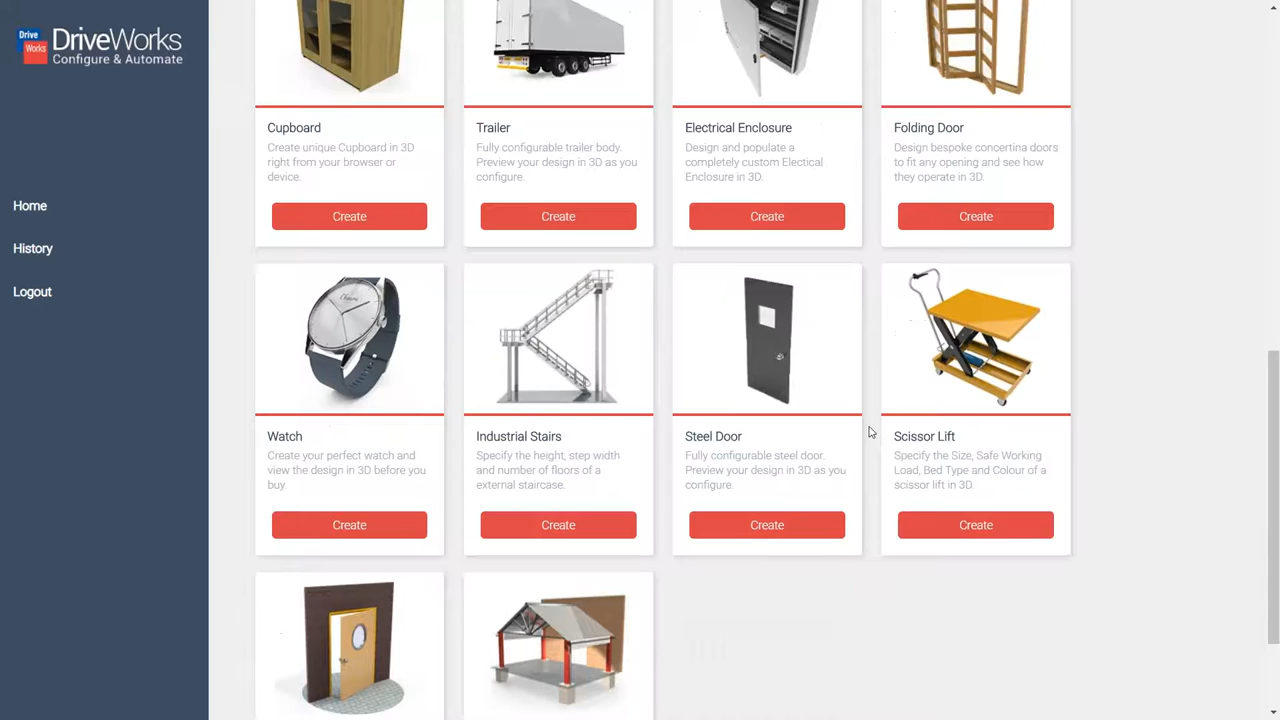 Drive
Works
DriveWorks
Configure & Automate
Home
History
Logout
Cupboard
Create unique Cupboard in 3D
right from your browser or
device.
Create
Trailer
Fully configurable trailer body.
Preview your design in 3D as you
configure.
Create
Electrical Enclosure
Design and populate a
completely custom Electical
Enclosure in 3D.
Create
Folding Door
Design bespoke concertina doors
to fit any opening and see how
they operate in 3D.
Create
Watch
Create your perfect watch and
view the design in 3D before you
buy.
Create
Industrial Stairs
Specify the height, step width
and number of floors of a
external staircase.
Create
Steel Door
Fully configurable steel door.
Preview your design in 3D as you
configure.
Create
Scissor Lift
Specify the Size, Safe Working
Load, Bed Type and Colour of a
scissor lift in 3D.
Create